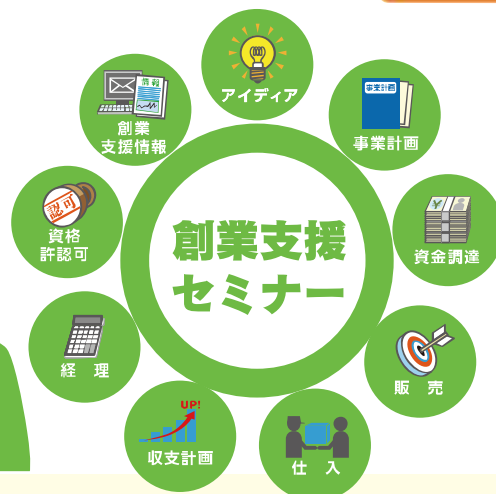 創業支援
セミナー
アイディア
事業計画
事業計画
¥
資金調達
販 売
仕 入
UP!
収支計画
経 理
認可
資格
許認可
情報
創業
支援情報